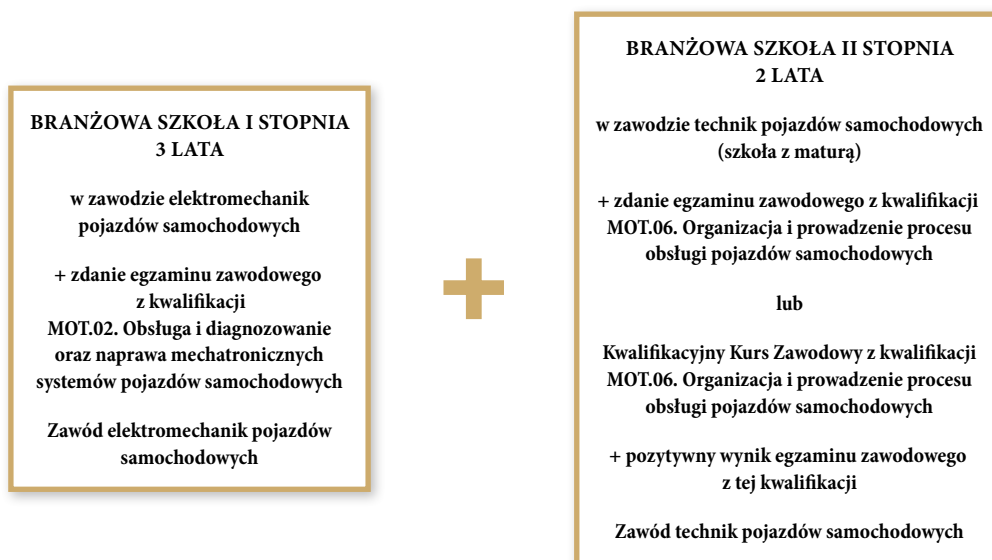 BRANŻOWA SZKOŁA I STOPNIA
3 LATA
w zawodzie elektromechanik
pojazdów samochodowych
+ zdanie egzaminu zawodowego
z kwalifikacji
MOT.02. Obsługa i diagnozowanie
oraz naprawa mechatronicznych
systemów pojazdów samochodowych
Zawód elektromechanik pojazdów
samochodowych
+
BRANŻOWA SZKOŁA II STOPNIA
2 LATA
w zawodzie technik pojazdów samochodowych
(szkoła z maturą)
+ zdanie egzaminu zawodowego z kwalifikacji
MOT.06. Organizacja i prowadzenie procesu
obsługi pojazdów samochodowych
lub
Kwalifikacyjny Kurs Zawodowy z kwalifikacji
MOT.06. Organizacja i prowadzenie procesu
obsługi pojazdów samochodowych
+ pozytywny wynik egzaminu zawodowego
z tej kwalifikacji
Zawód technik pojazdów samochodowych